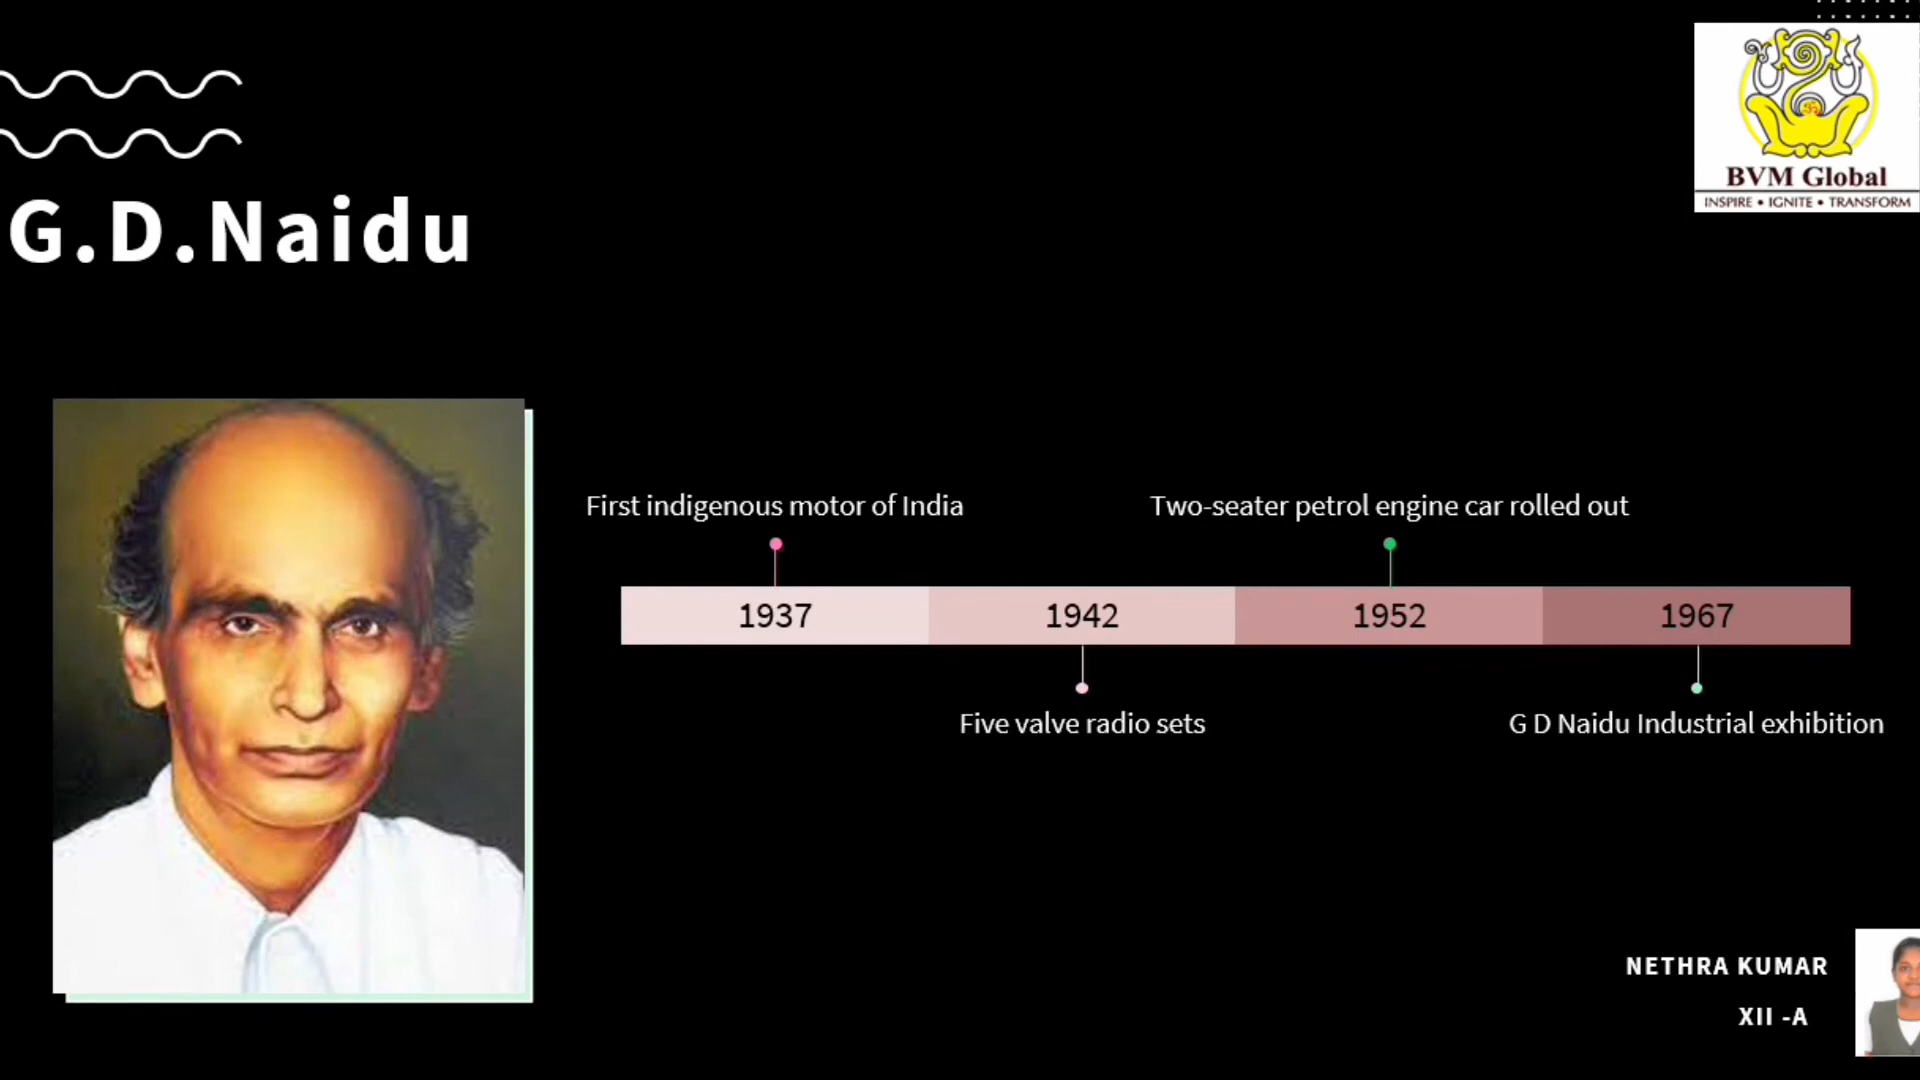 BVM Global
INSPIRE • IGNITE • TRANSFORM
G.D.Naidu
First indigenous motor of India
Two-seater petrol engine car rolled out
1937
1942
1952
1967
Five valve radio sets
G D Naidu Industrial exhibition
NETHRA KUMAR
XII -A